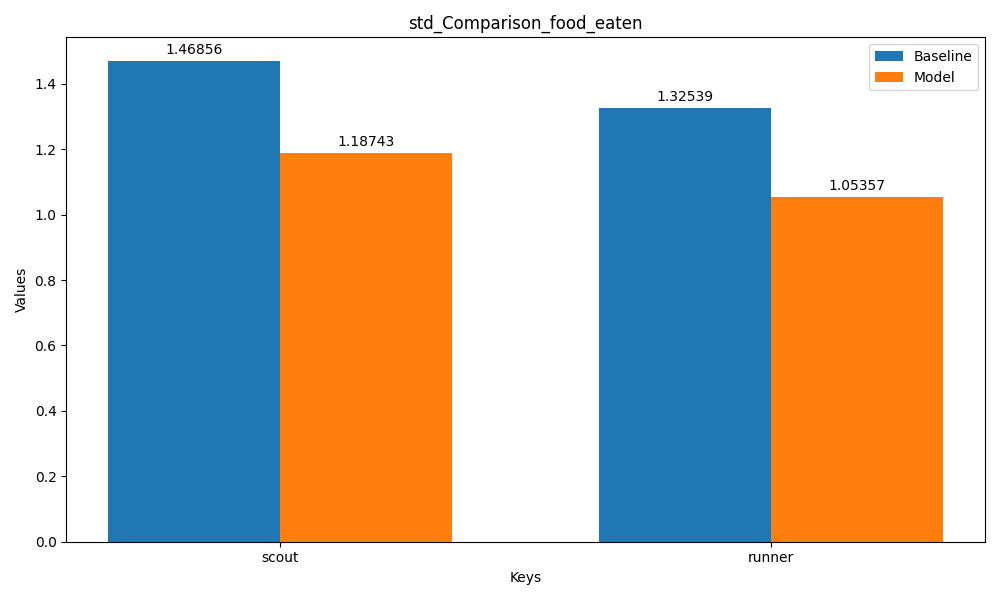 std_Comparison_food_eaten
1.46856
1.18743
1.32539
1.05357
Baseline
Model
1.4
1.2
1.0
0.8
0.6
0.4
0.2
0.0
Values
scout
runner
Keys